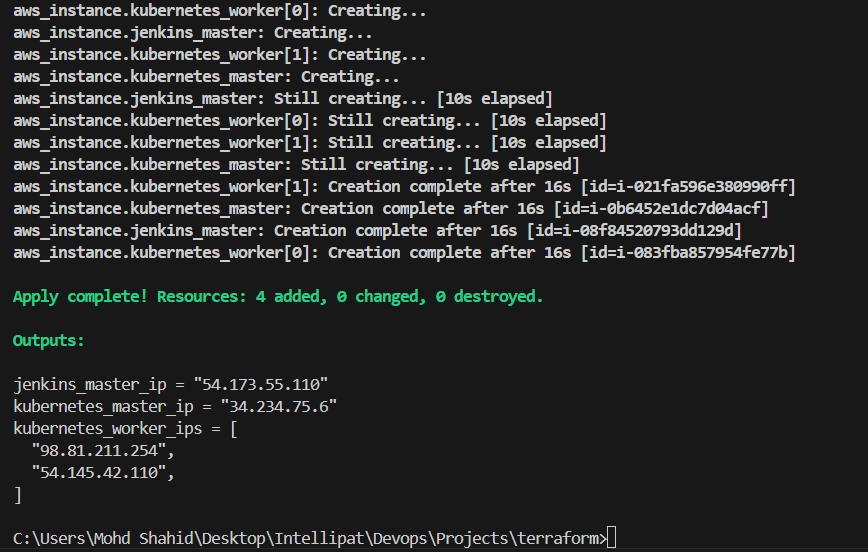 aws_instance.kubernetes_worker[0]: Creating...
aws_instance.jenkins_master: Creating...
aws_instance.kubernetes_worker[1]: Creating...
aws_instance.kubernetes_master: Creating...
aws_instance.jenkins_master: Still creating... [10s elapsed]
aws_instance.kubernetes_worker[0]: Still creating... [10s elapsed]
aws_instance.kubernetes_worker[1]: Still creating... [10s elapsed]
aws_instance.kubernetes_master: Still creating... [10s elapsed]
aws_instance.kubernetes_worker[1]: Creation complete after 16s [id=i-021fa596e380990ff]
aws_instance.kubernetes_master: Creation complete after 16s [id=i-0b6452e1dc7d04acf]
aws_instance.jenkins_master: Creation complete after 16s [id=i-08f84520793dd129d]
aws_instance.kubernetes_worker[0]: Creation complete after 16s [id=i-083fba857954fe77b]
Apply complete! Resources: 4 added, 0 changed, 0 destroyed.
Outputs:
jenkins_master_ip = "54.173.55.110"
kubernetes_master_ip = "34.234.75.6"
kubernetes_worker_ips = [
  "98.81.211.254",
  "54.145.42.110",
]
C:\Users\Mohd Shahid\Desktop\Intellipat\Devops\Projects\terraform>